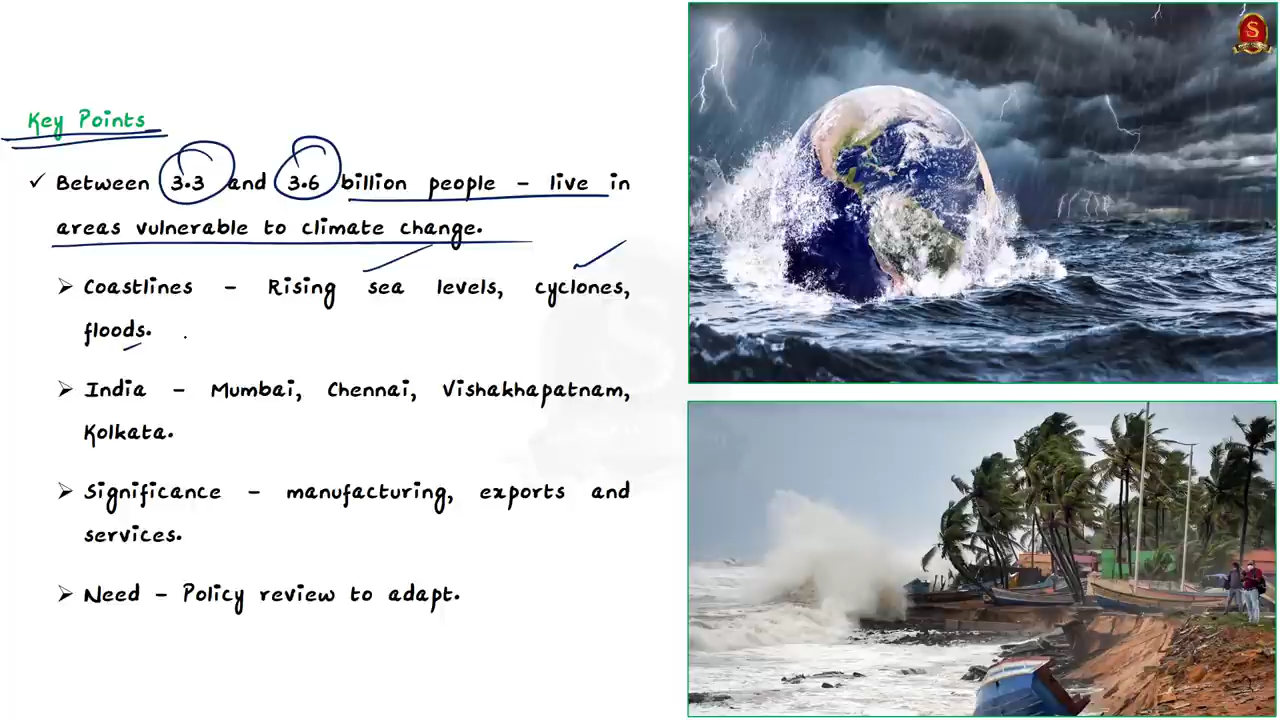 Key Points
✓ Between 3.3 and 3.6 billion people – live in
areas vulnerable to climate change.
➢ Coastlines – Rising sea levels, cyclones,
floods.
➢ India – Mumbai, Chennai, Vishakhapatnam,
Kolkata.
➢ Significance – manufacturing, exports and
services.
➢ Need – Policy review to adapt.
S